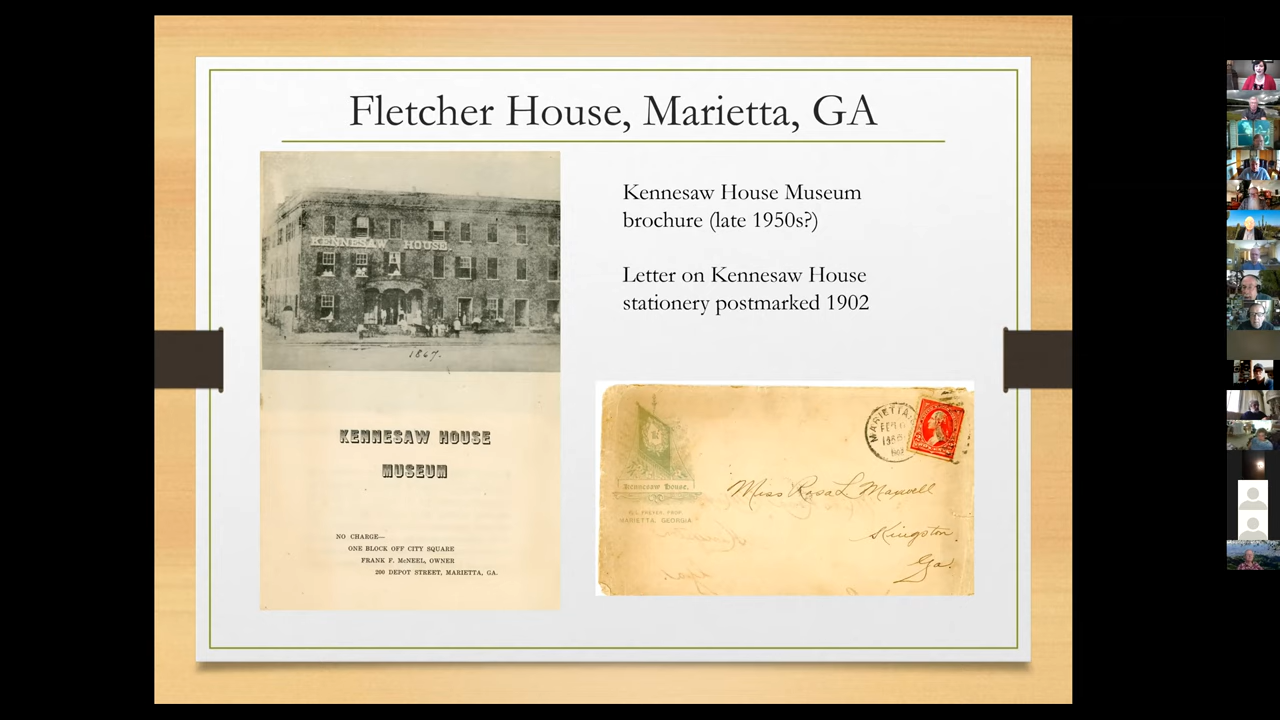 Fletcher House, Marietta, GA
KENNESAW HOUSE.
1867.
KENNESAW HOUSE
MUSEUM
NO CHARGE—
ONE BLOCK OFF CITY SQUARE
FRANK F. McNEEL, OWNER
200 DEPOT STREET, MARIETTA, GA.
Kennesaw House Museum
brochure (late 1950s?)
Letter on Kennesaw House
stationery postmarked 1902
Kennesaw House.
PROP.
MARIETTA, GEORGIA
MARIETTA
Miss Rosa L Maxwell
Kingston,
Ga.